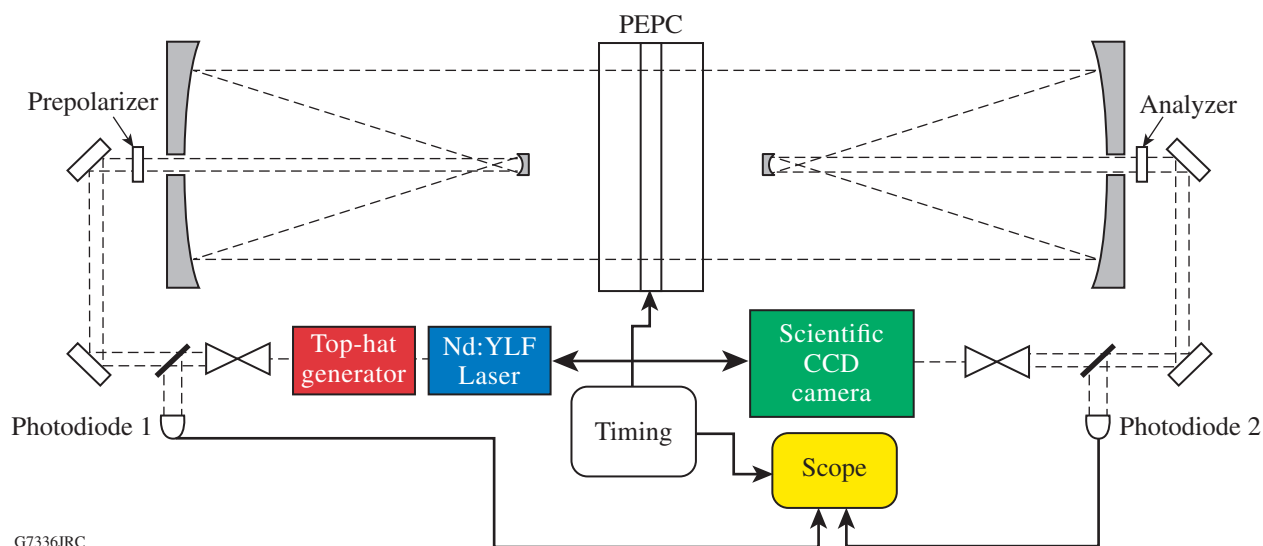 PEPC
Prepolarizer
Analyzer
Top-hat
generator
Nd:YLF
Laser
Scientific
CCD
camera
Photodiode 1
Timing
Scope
Photodiode 2
G7336JRC